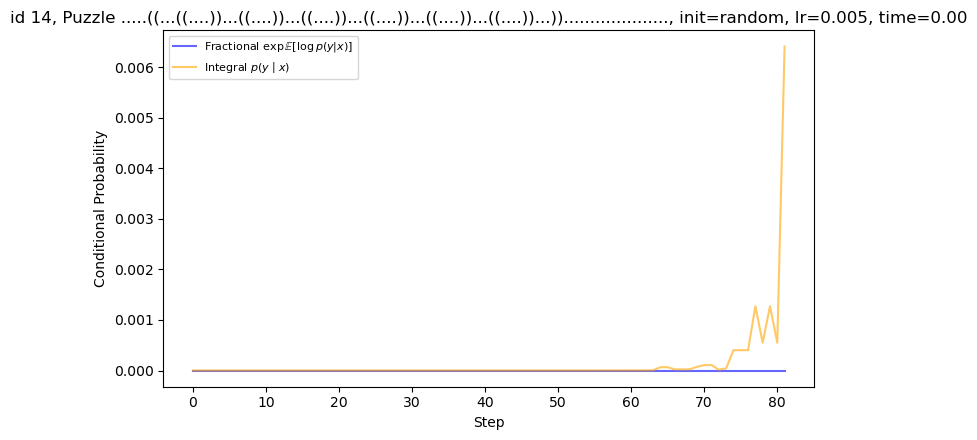 id 14, Puzzle .....((...((....))...((....))...((....))...((....))...((....))...((....))...))....................., init=random, lr=0.005, time=0.00
Fractional exp𝔼[log p(y|x)]
Integral p(y | x)
Conditional Probability
0.006
0.005
0.004
0.003
0.002
0.001
0.000
0 10 20 30 40 50 60 70 80
Step